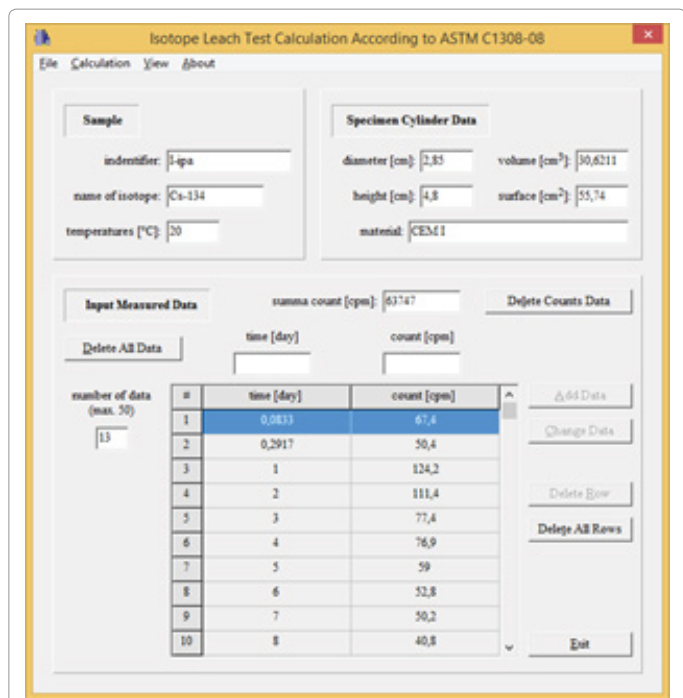 Isotope Leach Test Calculation According to ASTM C1308-08
File Calculation View About
Sample
indentifier: I-ipa
name of isotope: Cs-134
temperatures [°C]: 20
Specimen Cylinder Data
diameter [cm]: 2,85 volume [cm³]: 30,6211
height [cm]: 4,8 surface [cm²]: 55,74
material: CEM I
Input Measured Data
summa count [cpm]: 63747
Delete Counts Data
Delete All Data
time [day] count [cpm]
number of data
(max. 50)
13
# time [day] count [cpm]
1 0,0833 67,4
2 0,2917 50,4
3 1 124,2
4 2 111,4
5 3 77,4
6 4 76,9
7 5 59
8 6 52,8
9 7 50,2
10 8 40,8
Add Data
Change Data
Delete Row
Delete All Rows
Exit